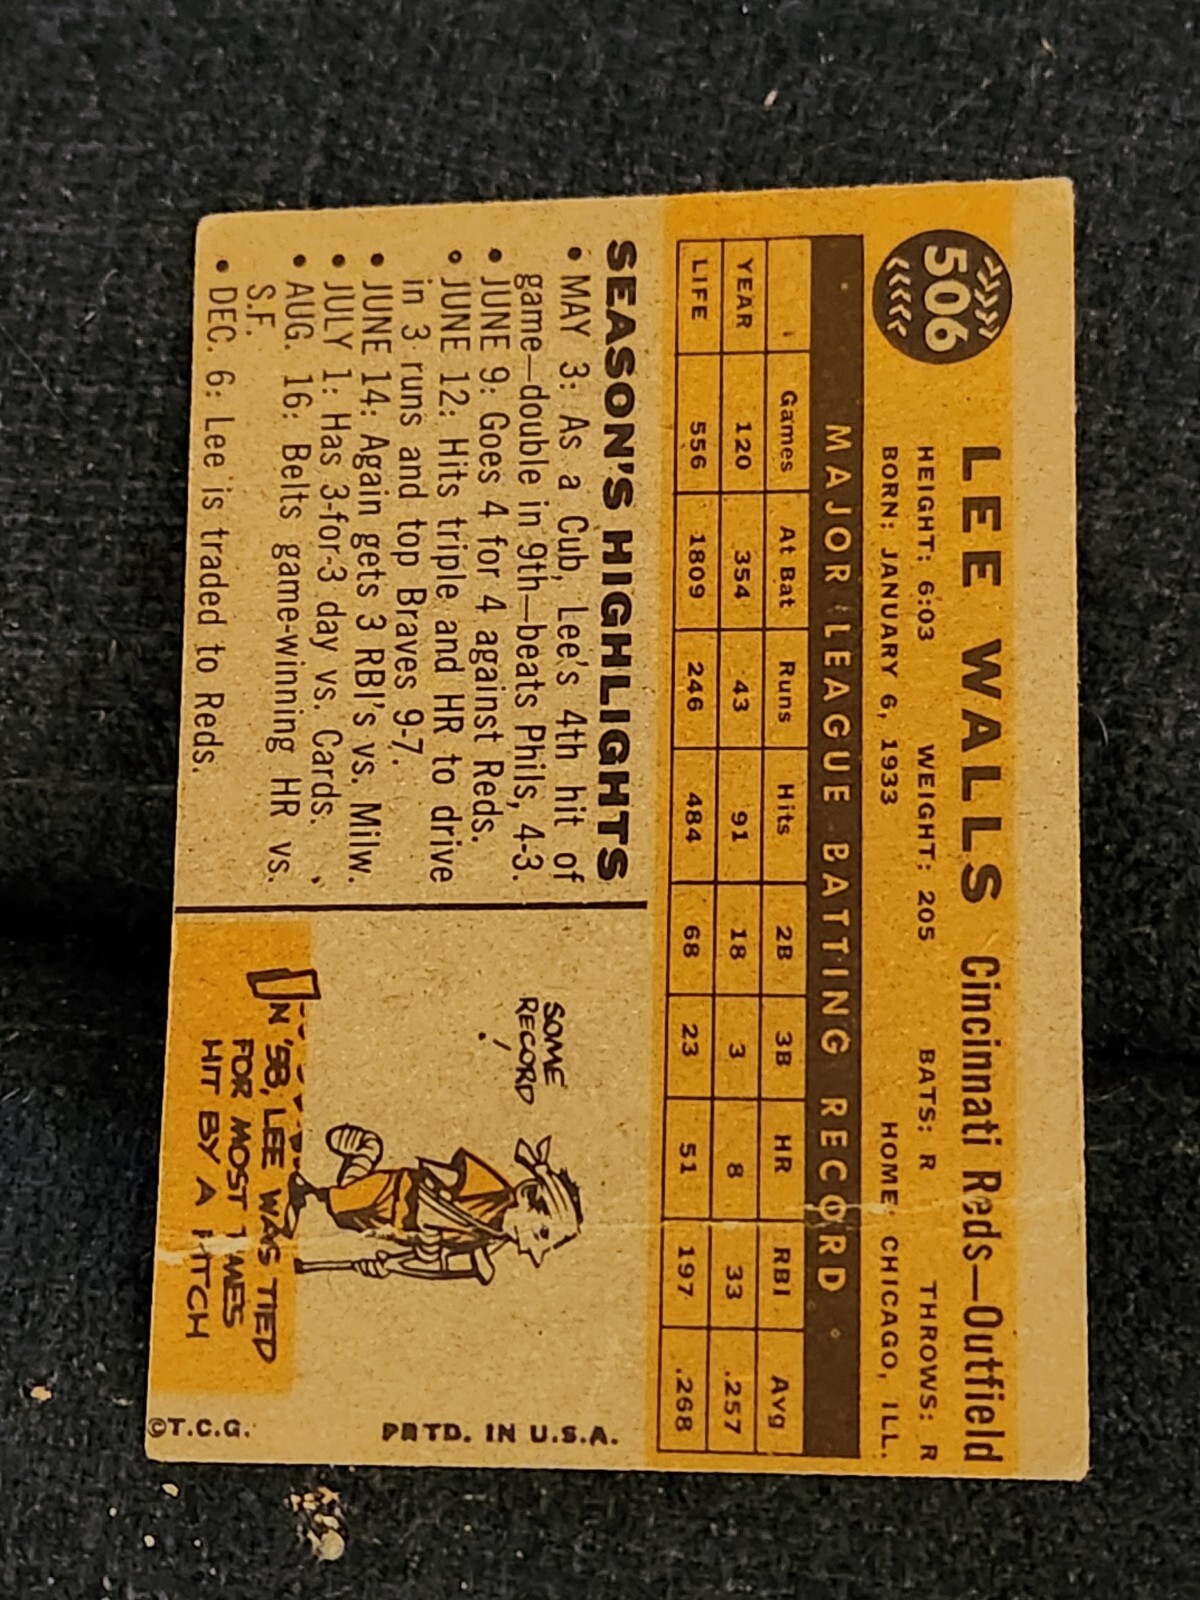 506
LEE WALLS Cincinnati Reds—Outfield
HEIGHT: 6:03 WEIGHT: 205 BATS: R THROWS: R
BORN: JANUARY 6, 1933 HOME: CHICAGO, ILL.
MAJOR LEAGUE BATTING RECORD
Games At Bat Runs Hits 2B 3B HR RBI Avg
YEAR 120 354 43 91 18 3 8 33 .257
LIFE 556 1809 246 484 68 23 51 197 .268
SEASON'S HIGHLIGHTS
• MAY 3: As a Cub, Lee's 4th hit of
game—double in 9th—beats Phils, 4-3.
• JUNE 9: Goes 4 for 4 against Reds.
• JUNE 12: Hits triple and HR to drive
in 3 runs and top Braves 9-7.
• JUNE 14: Again gets 3 RBI's vs. Milw.
• JULY 1: Has 3-for-3 day vs. Cards.
• AUG. 16: Belts game-winning HR vs.
S.F.
• DEC. 6: Lee is traded to Reds.
SOME
RECORD!
IN '58, LEE WAS TIED
FOR MOST TIMES
HIT BY A PITCH
PRTD. IN U.S.A.
©T.C.G.